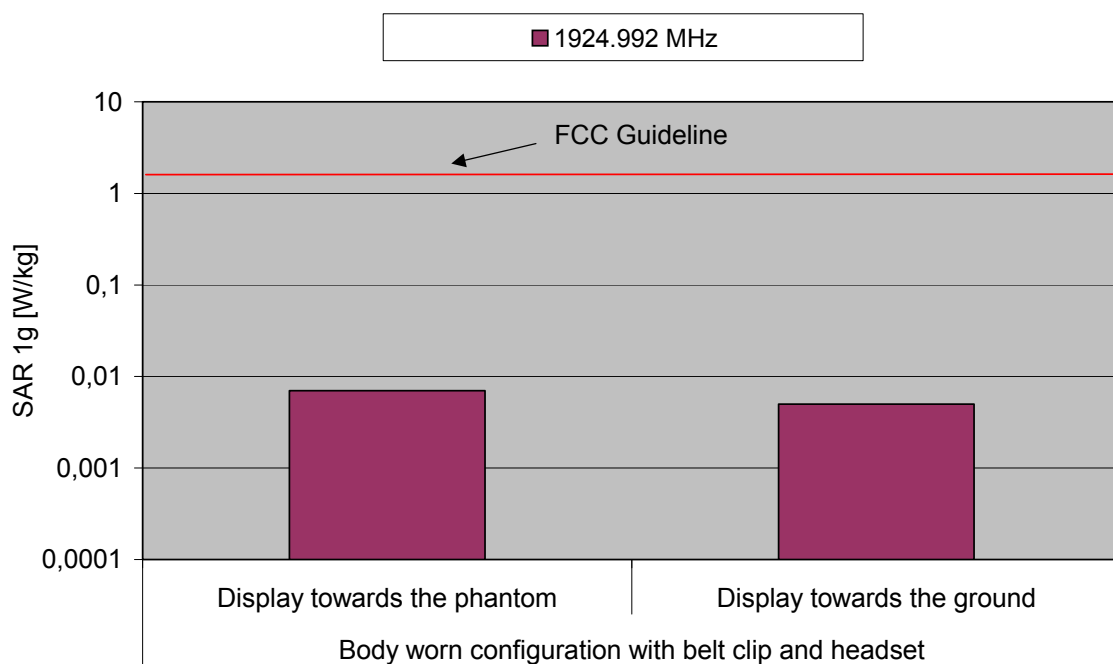 1924.992 MHz
10
FCC Guideline
1
0,1
0,01
0,001
0,0001
SAR 1g [W/kg]
Display towards the phantom
Display towards the ground
Body worn configuration with belt clip and headset